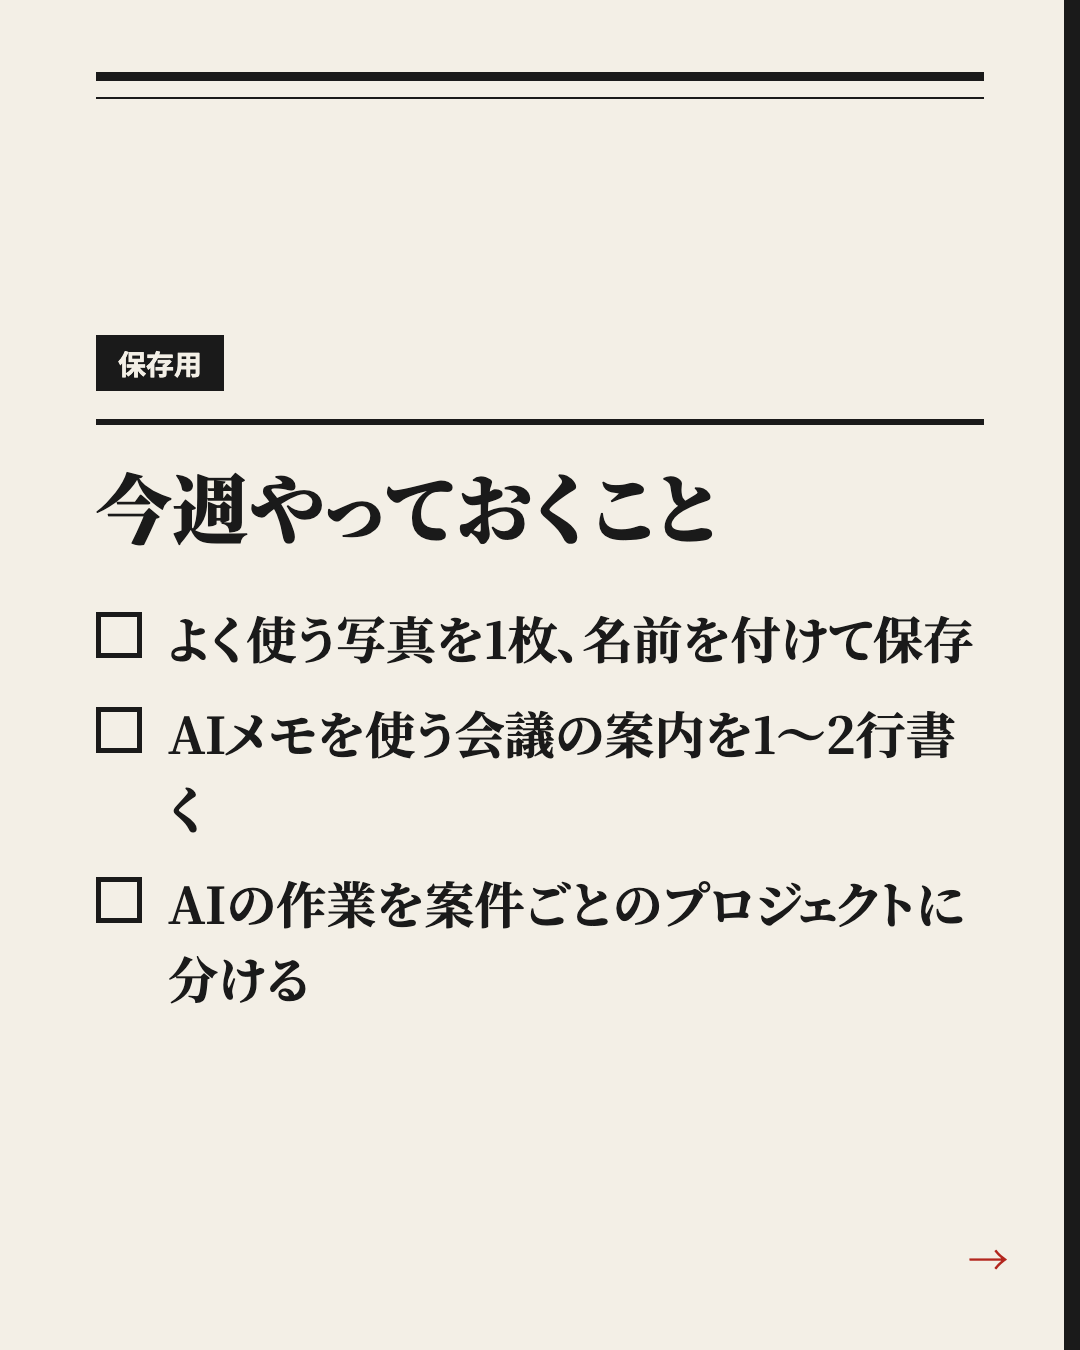 保存用
今週やっておくこと
よく使う写真を1枚、名前を付けて保存
AIメモを使う会議の案内を1〜2行書
く
AIの作業を案件ごとのプロジェクトに
分ける
→